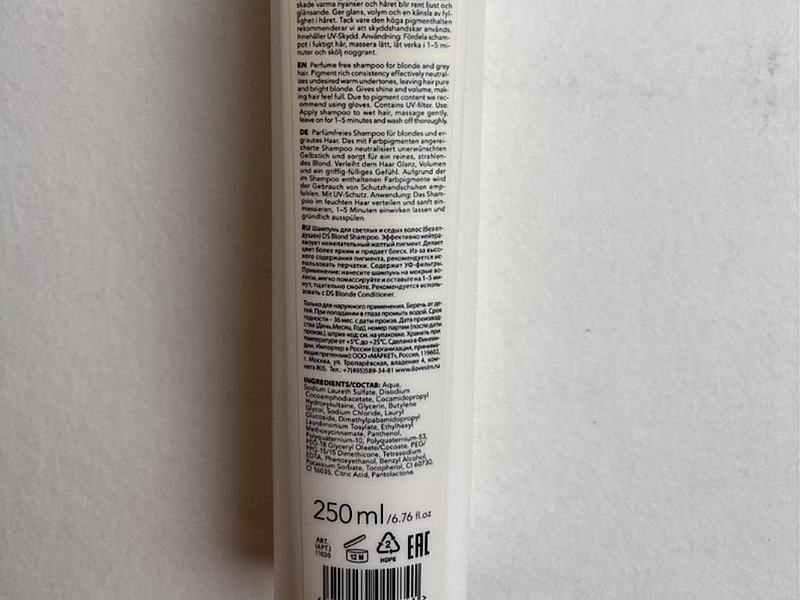 skade varma nyanserna och håret blir rent ljust och
glänsande. Ger glans, volym och en känsla av fyl-
lighet i håret. Tack vare den höga pigmenthalten
rekommenderar vi att skyddshandskar används.
Innehåller UV-Skydd. Användning: Fördela scham-
pot i fuktigt hår, massera lätt, låt verka i 1–5 mi-
nuter och skölj noggrant.
EN Perfume free shampoo for blonde and grey
hair. Pigment rich consistency effectively neutral-
izes undesired warm undertones, leaving hair pure
and bright blonde. Gives shine and volume, mak-
ing hair feel full. Due to pigment content we rec-
ommend using gloves. Contains UV-filter. Use:
Apply shampoo to wet hair, massage gently,
leave on for 1–5 minutes and wash off thoroughly.
DE Parfümfreies Shampoo für blondes und er-
grautes Haar. Das mit Farbpigmenten angerei-
cherte Shampoo neutralisiert unerwünschten
Gelbstich und sorgt für ein reines, strahlen-
des Blond. Verleiht dem Haar Glanz, Volumen
und ein griffig-fülliges Gefühl. Aufgrund der
im Shampoo enthaltenen Farbpigmente wird
der Gebrauch von Schutzhandschuhen emp-
fohlen. Mit UV-Schutz. Anwendung: Das Sham-
poo im feuchten Haar verteilen und sanft ein-
massieren, 1–5 Minuten einwirken lassen und
gründlich ausspülen.
RU Шампунь для светлых и седых волос (без от-
душек) DS Blond Shampoo. Эффективно нейтра-
лизует нежелательный желтый пигмент. Делает
цвет более ярким и придает блеск. Из-за высо-
кого содержания пигмента, рекомендуется ис-
пользовать перчатки. Содержит УФ-фильтры.
Применение: нанесите шампунь на мокрые во-
лосы, мягко помассируйте и оставьте на 1–5 ми-
нут, тщательно смойте. Рекомендуется исполь-
зовать с DS Blonde Conditioner.
Только для наружного применения. Беречь от де-
тей. При попадании в глаза промыть водой. Срок
годности – 36 мес. с даты произв. Дата производ-
ства (День, Месяц, Год), номер партии (после даты
произв.), штрих-код: см. на упаковке. Хранить при
температуре от +5°C до +25°C. Сделано в Финлян-
дии. Импортер в России (организация, принима-
ющая претензии): ООО «МАРКЕТ», Россия, 119602,
г. Москва, ул. Тропарёвская, владение 4, ком-
ната 805. Тел.: +7(495)589-34-81 www.ilovesim.ru
INGREDIENTS/СОСТАВ: Aqua,
Sodium Laureth Sulfate, Disodium
Cocoamphodiacetate, Cocamidopropyl
Hydroxysultaine, Glycerin, Butylene
Glycol, Sodium Chloride, Lauryl
Glucoside, Dimethylpabamidopropyl
Laurdimonium Tosylate, Ethylhexyl
Methoxycinnamate, Panthenol,
Polyquaternium-10, Polyquaternium-53,
PEG-18 Glyceryl Oleate/Cocoate, PEG/
PPG-15/15 Dimethicone, Tetrasodium
EDTA, Phenoxyethanol, Benzyl Alcohol,
Potassium Sorbate, Tocopherol, CI 60730,
CI 56035, Citric Acid, Pantolactone.
250 ml /6.76 fl.oz
ART.
(АРТ.)
11020
12 M
2
HDPE
EAC